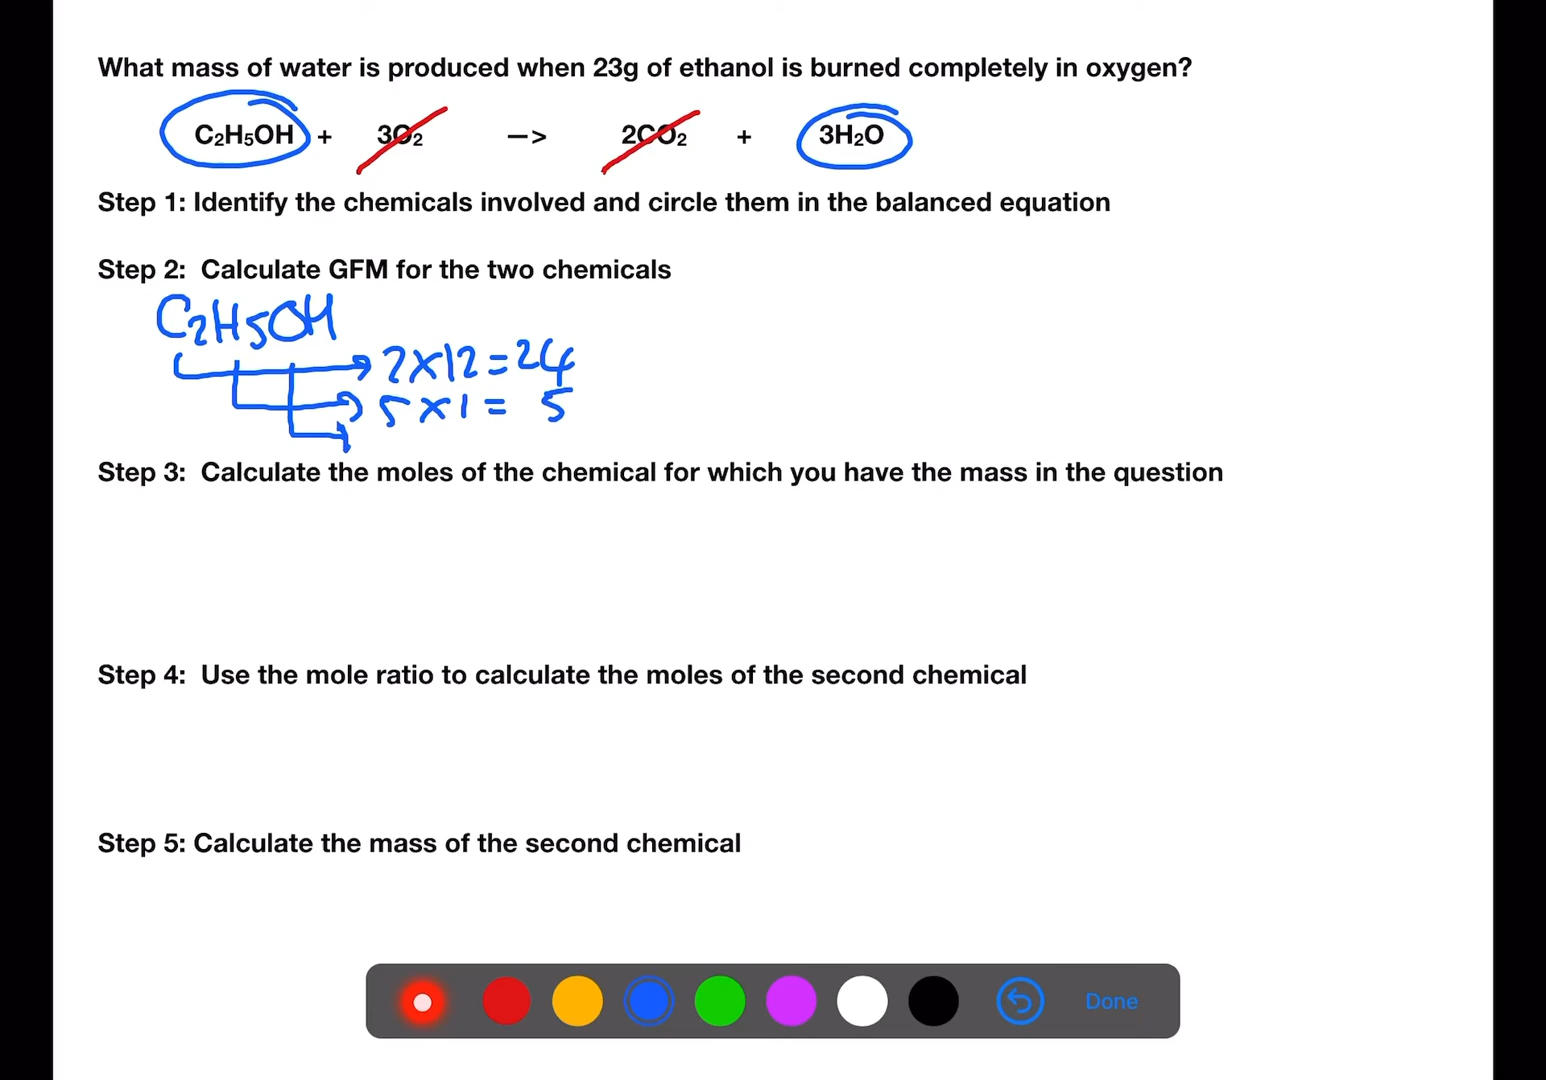 What mass of water is produced when 23g of ethanol is burned completely in oxygen?
C₂H₅OH + 3O₂ —> 2CO₂ + 3H₂O
Step 1: Identify the chemicals involved and circle them in the balanced equation
Step 2: Calculate GFM for the two chemicals
C₂H₅OH
2×12=24
5×1= 5
Step 3: Calculate the moles of the chemical for which you have the mass in the question
Step 4: Use the mole ratio to calculate the moles of the second chemical
Step 5: Calculate the mass of the second chemical
Done